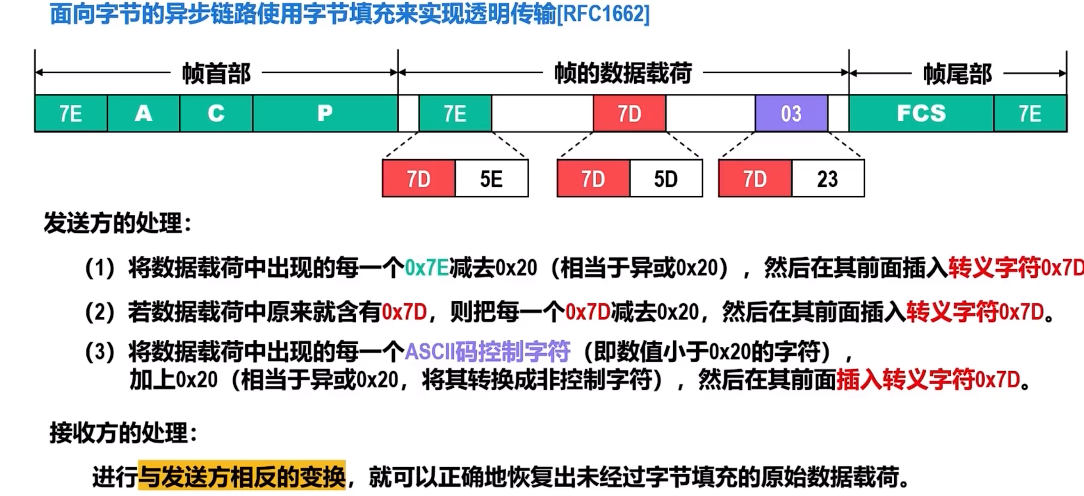 面向字节的异步链路使用字节填充来实现透明传输[RFC1662]
帧首部 帧的数据载荷 帧尾部
7E A C P 7E 7D 03 FCS 7E
7D 5E 7D 5D 7D 23
发送方的处理：
（1）将数据载荷中出现的每一个0x7E减去0x20（相当于异或0x20），然后在其前面插入转义字符0x7D
（2）若数据载荷中原来就含有0x7D，则把每一个0x7D减去0x20，然后在其前面插入转义字符0x7D。
（3）将数据载荷中出现的每一个ASCII码控制字符（即数值小于0x20的字符），
加上0x20（相当于异或0x20，将其转换成非控制字符），然后在其前面插入转义字符0x7D。
接收方的处理：
进行与发送方相反的变换，就可以正确地恢复出未经过字节填充的原始数据载荷。